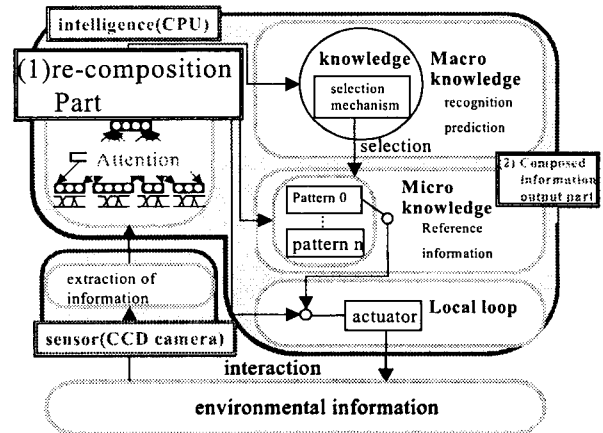 intelligence(CPU)
(1)re-composition
Part
Attention
knowledge
selection
mechanism
Macro
knowledge
recognition
prediction
selection
(2) Composed
information
output part
Pattern 0
pattern n
Micro
knowledge
Reference
information
extraction of
information
sensor(CCD camera)
actuator
Local loop
interaction
environmental information